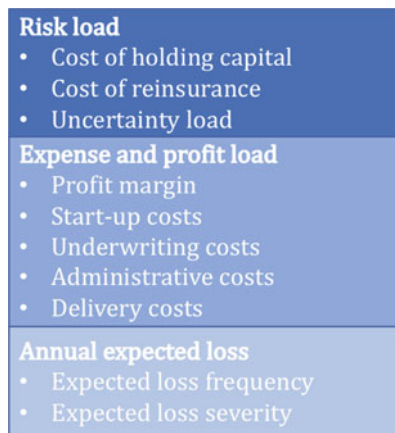 Risk load
• Cost of holding capital
• Cost of reinsurance
• Uncertainty load
Expense and profit load
• Profit margin
• Start-up costs
• Underwriting costs
• Administrative costs
• Delivery costs
Annual expected loss
• Expected loss frequency
• Expected loss severity